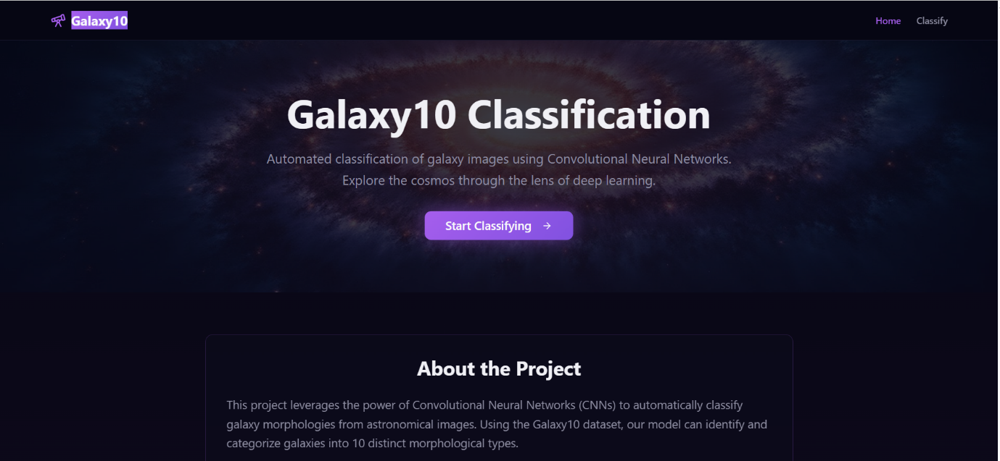 Galaxy10
Home
Classify
Galaxy10 Classification
Automated classification of galaxy images using Convolutional Neural Networks.
Explore the cosmos through the lens of deep learning.
Start Classifying →
About the Project
This project leverages the power of Convolutional Neural Networks (CNNs) to automatically classify
galaxy morphologies from astronomical images. Using the Galaxy10 dataset, our model can identify and
categorize galaxies into 10 distinct morphological types.